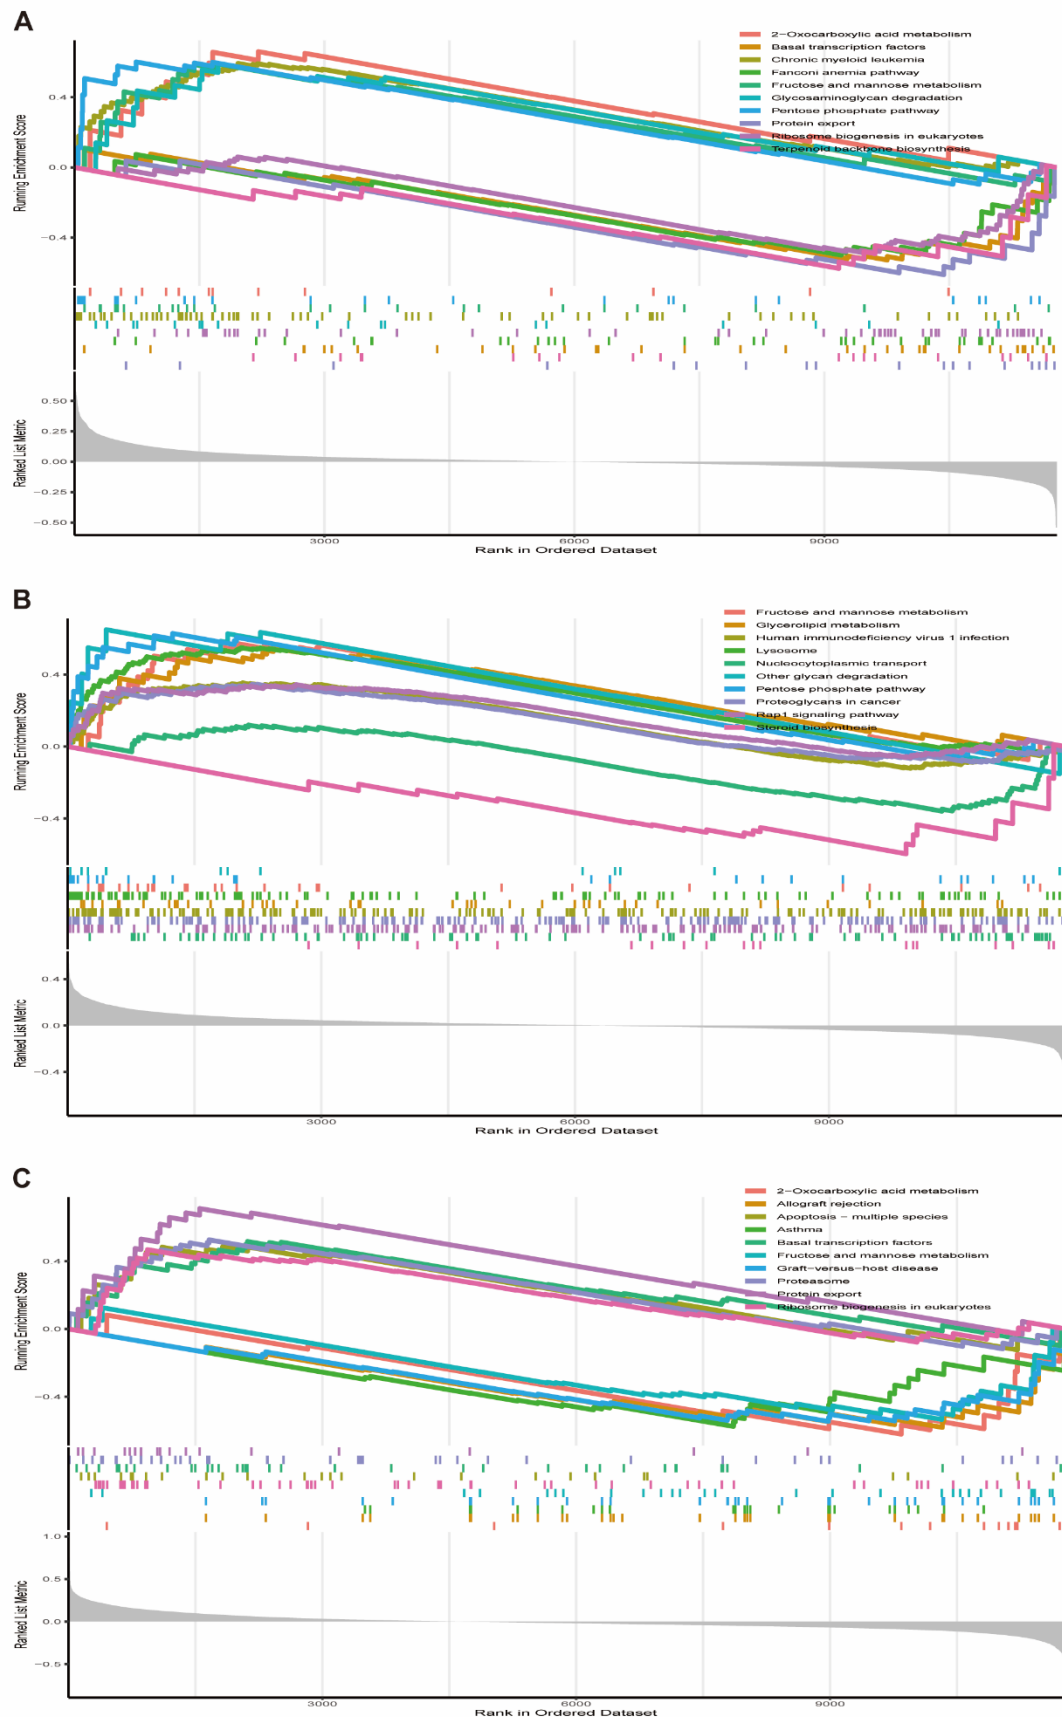 A
2−Oxocarboxylic acid metabolism
Basal transcription factors
Chronic myeloid leukemia
Fanconi anemia pathway
Fructose and mannose metabolism
Glycosaminoglycan degradation
Pentose phosphate pathway
Protein export
Ribosome biogenesis in eukaryotes
Terpenoid backbone biosynthesis
Running Enrichment Score
0.4
0.0
−0.4
Ranked List Metric
0.50
0.25
0.00
−0.25
−0.50
3000
6000
9000
Rank in Ordered Dataset
B
Fructose and mannose metabolism
Glycerolipid metabolism
Human immunodeficiency virus 1 infection
Lysosome
Nucleocytoplasmic transport
Other glycan degradation
Pentose phosphate pathway
Proteoglycans in cancer
Rap1 signaling pathway
Steroid biosynthesis
Running Enrichment Score
0.4
0.0
−0.4
Ranked List Metric
0.4
0.0
−0.4
3000
6000
9000
Rank in Ordered Dataset
C
2−Oxocarboxylic acid metabolism
Allograft rejection
Apoptosis − multiple species
Asthma
Basal transcription factors
Fructose and mannose metabolism
Graft−versus−host disease
Proteasome
Protein export
Ribosome biogenesis in eukaryotes
Running Enrichment Score
0.4
0.0
−0.4
Ranked List Metric
1.0
0.5
0.0
−0.5
3000
6000
9000
Rank in Ordered Dataset